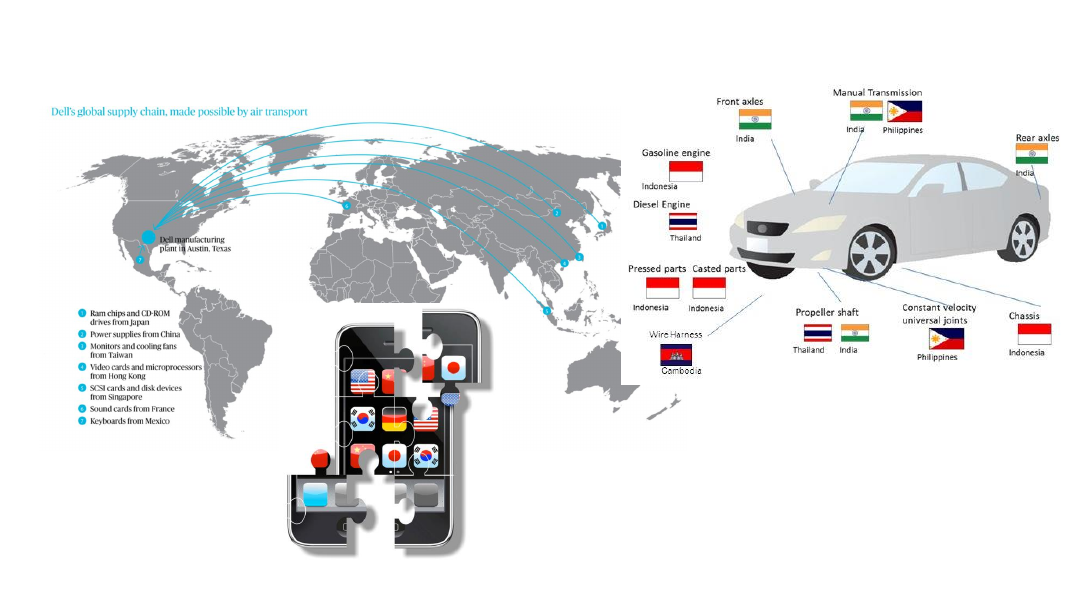 Dell's global supply chain, made possible by air transport
Dell manufacturing
plant in Austin, Texas
1 Ram chips and CD-ROM
drives from Japan
2 Power supplies from China
3 Monitors and cooling fans
from Taiwan
4 Video cards and microprocessors
from Hong Kong
5 SCSI cards and disk devices
from Singapore
6 Sound cards from France
7 Keyboards from Mexico
Front axles
India
Manual Transmission
India Philippines
Rear axles
India
Gasoline engine
Indonesia
Diesel Engine
Thailand
Pressed parts Casted parts
Indonesia Indonesia
Wire Harness
Cambodia
Propeller shaft
Thailand India
Constant velocity
universal joints
Philippines
Chassis
Indonesia